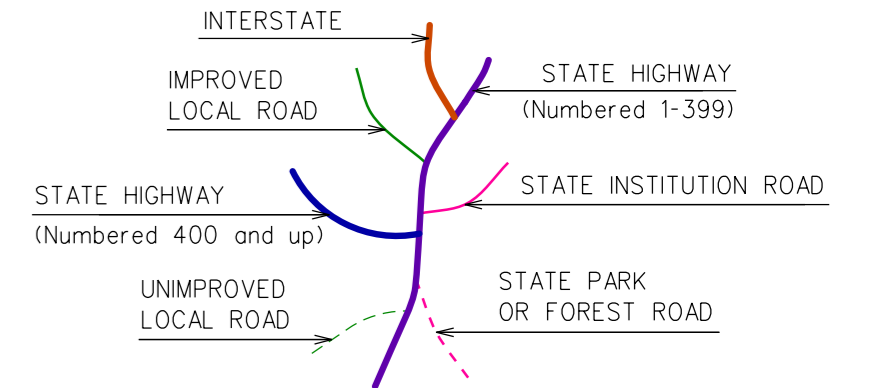 INTERSTATE
STATE HIGHWAY
(Numbered 1-399)
IMPROVED
LOCAL ROAD
STATE INSTITUTION ROAD
STATE HIGHWAY
(Numbered 400 and up)
STATE PARK
OR FOREST ROAD
UNIMPROVED
LOCAL ROAD